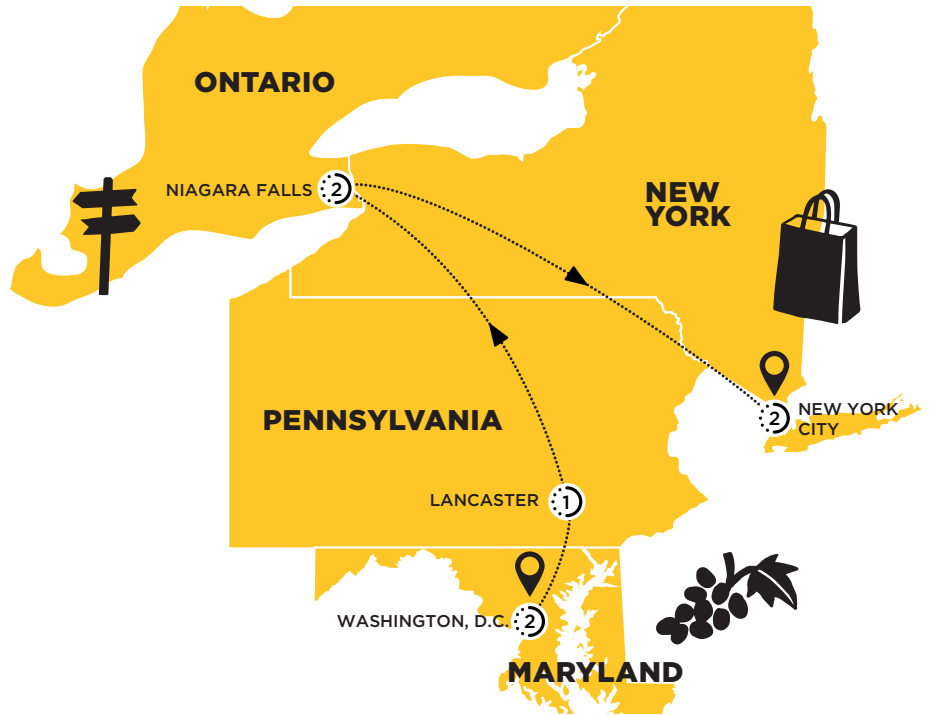 ONTARIO
NIAGARA FALLS
2
NEW
YORK
PENNSYLVANIA
2
NEW YORK
CITY
LANCASTER
1
WASHINGTON, D.C.
2
MARYLAND